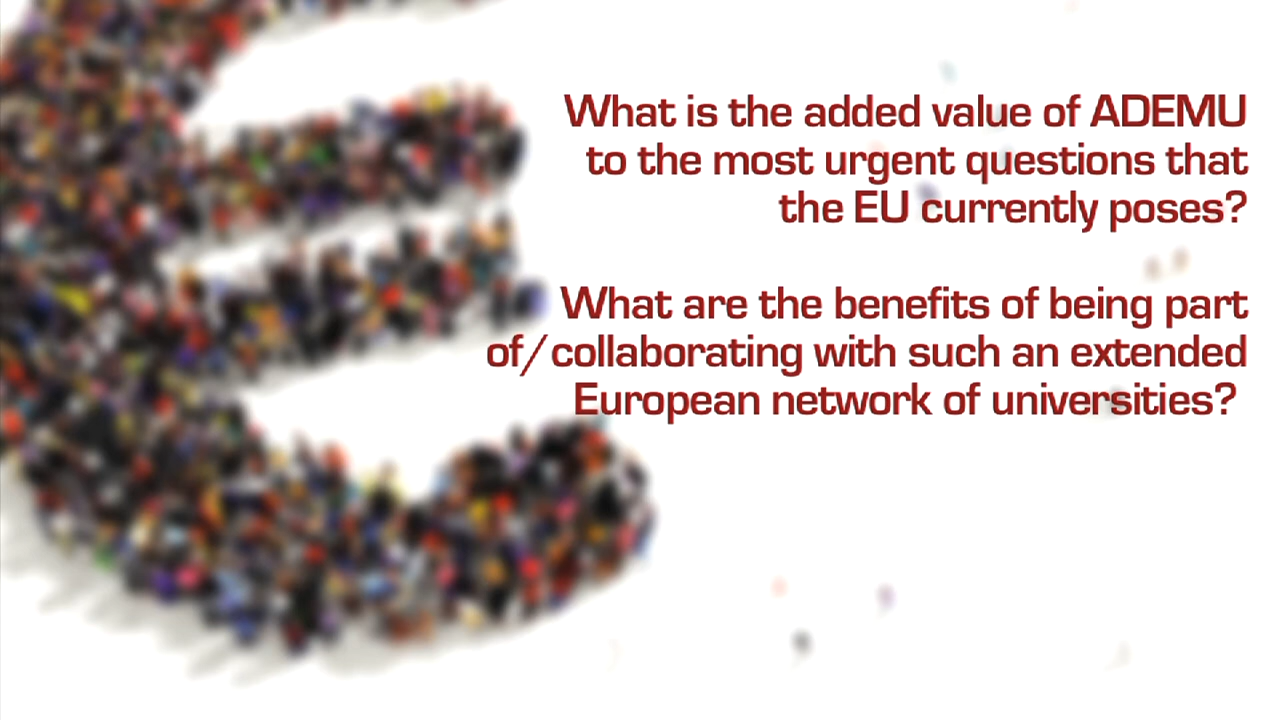 What is the added value of ADEMU
to the most urgent questions that
the EU currently poses?
What are the benefits of being part
of/collaborating with such an extended
European network of universities?